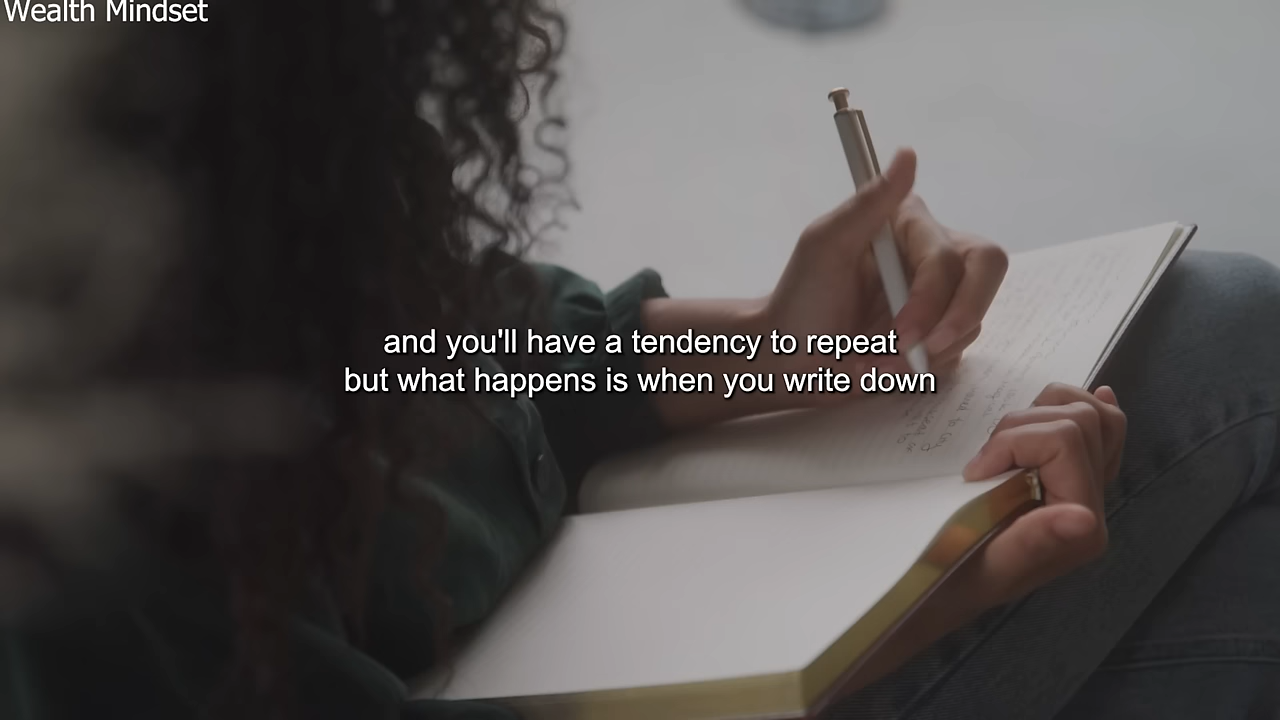 Wealth Mindset
and you'll have a tendency to repeat
but what happens is when you write down